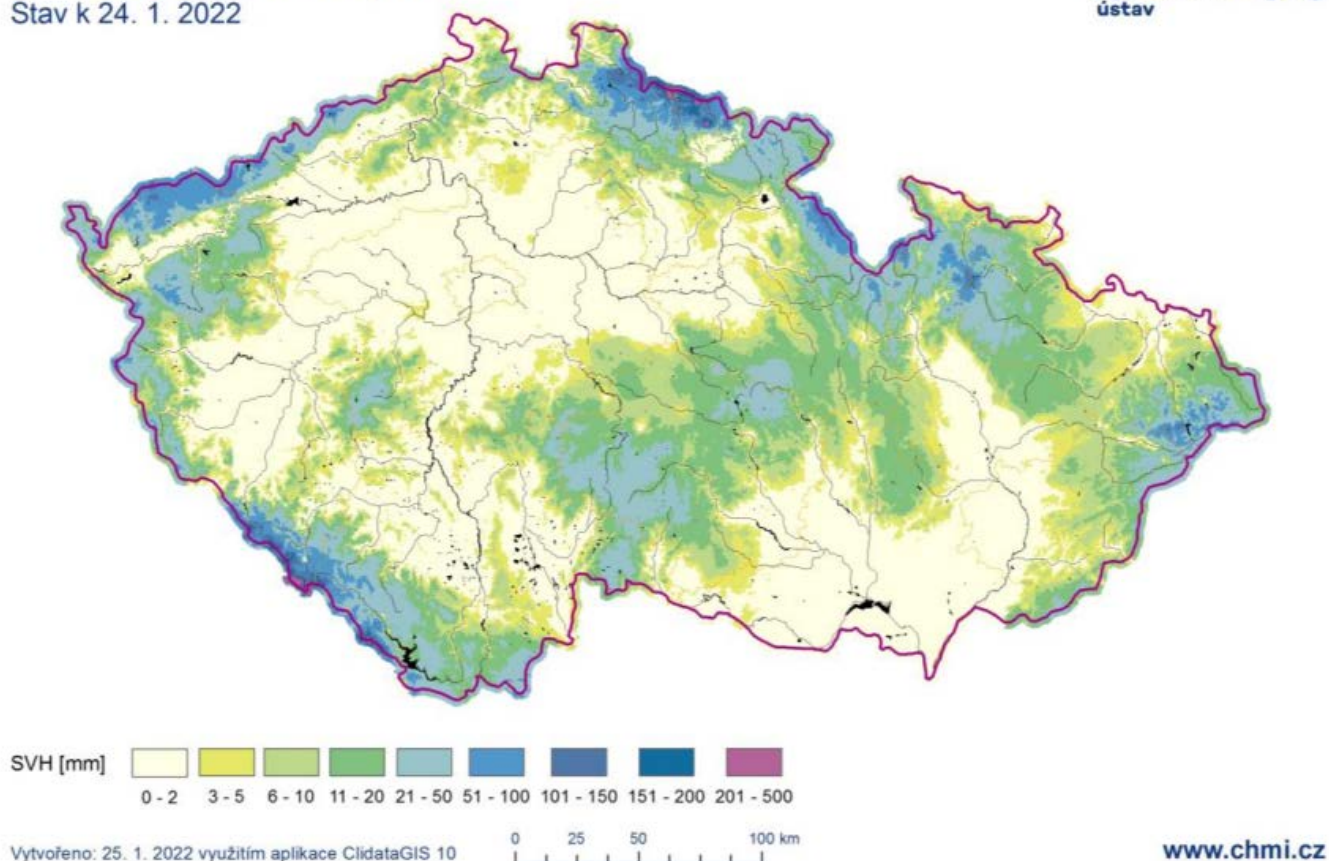 Stav k 24. 1. 2022
ústav
SVH [mm]
0 - 2 3 - 5 6 - 10 11 - 20 21 - 50 51 - 100 101 - 150 151 - 200 201 - 500
0 25 50 100 km
Vytvořeno: 25. 1. 2022 využitím aplikace ClidataGIS 10
www.chmi.cz